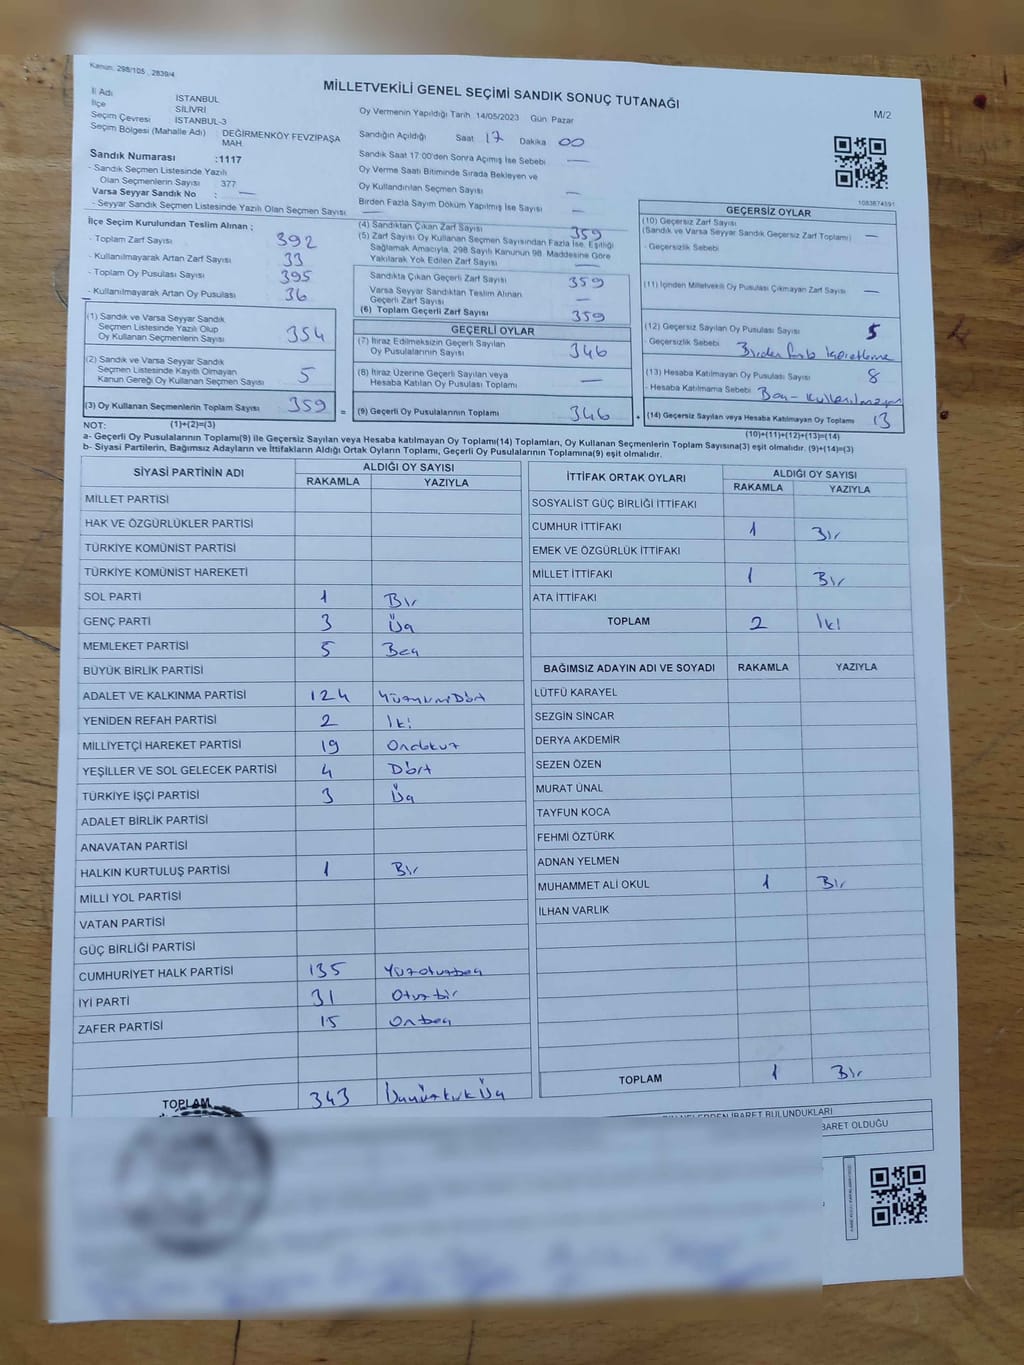 Kanun: 298/105 , 2839/4
MİLLETVEKİLİ GENEL SEÇİMİ SANDIK SONUÇ TUTANAĞI
M/2
İl Adı İSTANBUL
İlçe SİLİVRİ
Seçim Çevresi : İSTANBUL-3
Seçim Bölgesi (Mahalle Adı) : DEĞİRMENKÖY FEVZİPAŞA MAH.
Sandık Numarası :1117
- Sandık Seçmen Listesinde Yazılı
Olan Seçmenlerin Sayısı 377
Varsa Seyyar Sandık No : —
- Seyyar Sandık Seçmen Listesinde Yazılı Olan Seçmen Sayısı —
Oy Vermenin Yapıldığı Tarih 14/05/2023 Gün Pazar
Sandığın Açıldığı Saat 17 Dakika 00
Sandık Saat 17:00'den Sonra Açımış İse Sebebi —
Oy Verme Saati Bitiminde Sırada Bekleyen ve
Oy Kullandırılan Seçmen Sayısı —
Birden Fazla Sayım Döküm Yapılmış İse Sayısı —
1083874591
İlçe Seçim Kurulundan Teslim Alınan ;
- Toplam Zarf Sayısı 392
- Kullanılmayarak Artan Zarf Sayısı 33
- Toplam Oy Pusulası Sayısı 395
- Kullanılmayarak Artan Oy Pusulası 36
(1) Sandık ve Varsa Seyyar Sandık
Seçmen Listesinde Yazılı Olup
Oy Kullanan Seçmenlerin Sayısı 354
(2) Sandık ve Varsa Seyyar Sandık
Seçmen Listesinde Kayıtlı Olmayan
Kanun Gereği Oy Kullanan Seçmen Sayısı 5
(3) Oy Kullanan Seçmenlerin Toplam Sayısı 359 =
(1)+(2)=(3)
(4) Sandıktan Çıkan Zarf Sayısı 359
(5) Zarf Sayısı Oy Kullanan Seçmen Sayısından Fazla İse, Eşitliği
Sağlamak Amacıyla, 298 Sayılı Kanunun 98. Maddesine Göre
Yakılarak Yok Edilen Zarf Sayısı —
Sandıkta Çıkan Geçerli Zarf Sayısı 359
Varsa Seyyar Sandıktan Teslim Alınan
Geçerli Zarf Sayısı —
(6) Toplam Geçerli Zarf Sayısı 359
GEÇERLİ OYLAR
(7) İtiraz Edilmeksizin Geçerli Sayılan
Oy Pusulalarının Sayısı 346
(8) İtiraz Üzerine Geçerli Sayılan veya
Hesaba Katılan Oy Pusulası Toplamı —
(9) Geçerli Oy Pusulalarının Toplamı 346 +
GEÇERSİZ OYLAR
(10) Geçersiz Zarf Sayısı
(Sandık ve Varsa Seyyar Sandık Geçersiz Zarf Toplamı) —
- Geçersizlik Sebebi
(11) İçinden Milletvekili Oy Pusulası Çıkmayan Zarf Sayısı —
(12) Geçersiz Sayılan Oy Pusulası Sayısı 5
- Geçersizlik Sebebi
(13) Hesaba Katılmayan Oy Pusulası Sayısı 8
- Hesaba Katılmama Sebebi Boş - Kullanılmayan
(14) Geçersiz Sayılan veya Hesaba Katılmayan Oy Toplamı 13
(10)+(11)+(12)+(13)=(14)
NOT:
a- Geçerli Oy Pusulalarının Toplamı(9) ile Geçersiz Sayılan veya Hesaba katılmayan Oy Toplamı(14) Toplamları, Oy Kullanan Seçmenlerin Toplam Sayısına(3) eşit olmalıdır. (9)+(14)=(3)
b- Siyasi Partilerin, Bağımsız Adayların ve İttifakların Aldığı Oyların Toplamı, Geçerli Oy Pusulalarının Toplamına(9) eşit olmalıdır.
SİYASİ PARTİNİN ADI ALDIĞI OY SAYISI
RAKAMLA YAZIYLA
MİLLET PARTİSİ
HAK VE ÖZGÜRLÜKLER PARTİSİ
TÜRKİYE KOMÜNİST PARTİSİ
TÜRKİYE KOMÜNİST HAREKETİ
SOL PARTİ 1 Bir
GENÇ PARTİ 3 Üç
MEMLEKET PARTİSİ 5 Beş
BÜYÜK BİRLİK PARTİSİ
ADALET VE KALKINMA PARTİSİ 124 YüzyirmiDört
YENİDEN REFAH PARTİSİ 2 İki
MİLLİYETÇİ HAREKET PARTİSİ 19 Ondokuz
YEŞİLLER VE SOL GELECEK PARTİSİ 4 Dört
TÜRKİYE İŞÇİ PARTİSİ 3 Üç
ADALET BİRLİK PARTİSİ
ANAVATAN PARTİSİ
HALKIN KURTULUŞ PARTİSİ 1 Bir
MİLLİ YOL PARTİSİ
VATAN PARTİSİ
GÜÇ BİRLİĞİ PARTİSİ
CUMHURİYET HALK PARTİSİ 135 Yüzotuzbeş
İYİ PARTİ 31 Otuzbir
ZAFER PARTİSİ 15 Onbeş
TOPLAM 343 ÜçyüzkırkÜç
İTTİFAK ORTAK OYLARI ALDIĞI OY SAYISI
RAKAMLA YAZIYLA
SOSYALİST GÜÇ BİRLİĞİ İTTİFAKI
CUMHUR İTTİFAKI 1 Bir
EMEK VE ÖZGÜRLÜK İTTİFAKI
MİLLET İTTİFAKI 1 Bir
ATA İTTİFAKI
TOPLAM 2 İki
BAĞIMSIZ ADAYIN ADI VE SOYADI RAKAMLA YAZIYLA
LÜTFÜ KARAYEL
SEZGİN SİNCAR
DERYA AKDEMİR
SEZEN ÖZEN
MURAT ÜNAL
TAYFUN KOCA
FEHMİ ÖZTÜRK
ADNAN YELMEN
MUHAMMET ALİ OKUL 1 Bir
İLHAN VARLIK
TOPLAM 1 Bir
İBARET BULUNDUKLARI
BARET OLDUĞU